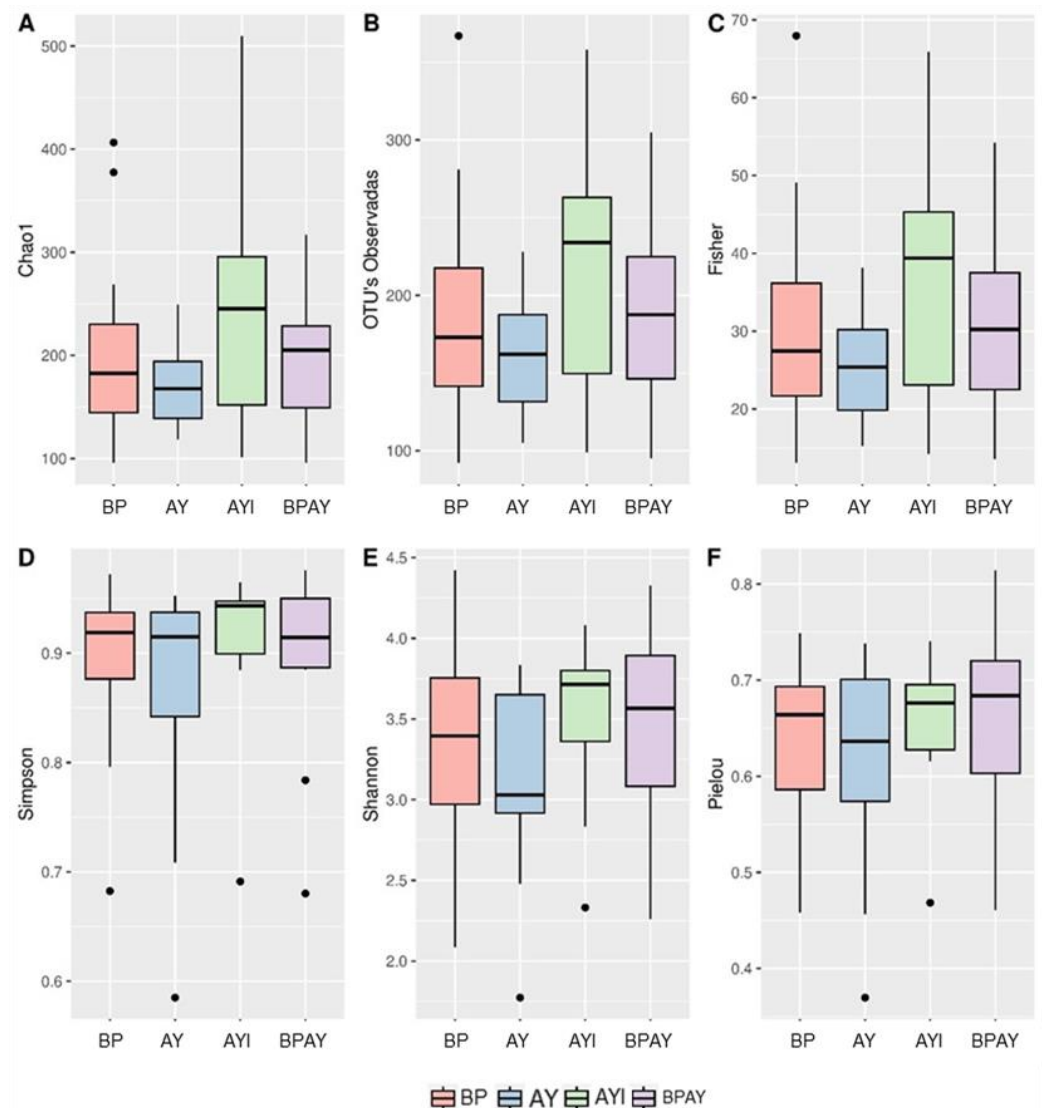 A
Chao1
500
400
300
200
100
BP AY AYI BPAY
B
OTU's Observadas
300
200
100
BP AY AYI BPAY
C
Fisher
70
60
50
40
30
20
BP AY AYI BPAY
D
Simpson
0.9
0.8
0.7
0.6
BP AY AYI BPAY
E
Shannon
4.5
4.0
3.5
3.0
2.5
2.0
BP AY AYI BPAY
F
Pielou
0.8
0.7
0.6
0.5
0.4
BP AY AYI BPAY
BP AY AYI BPAY